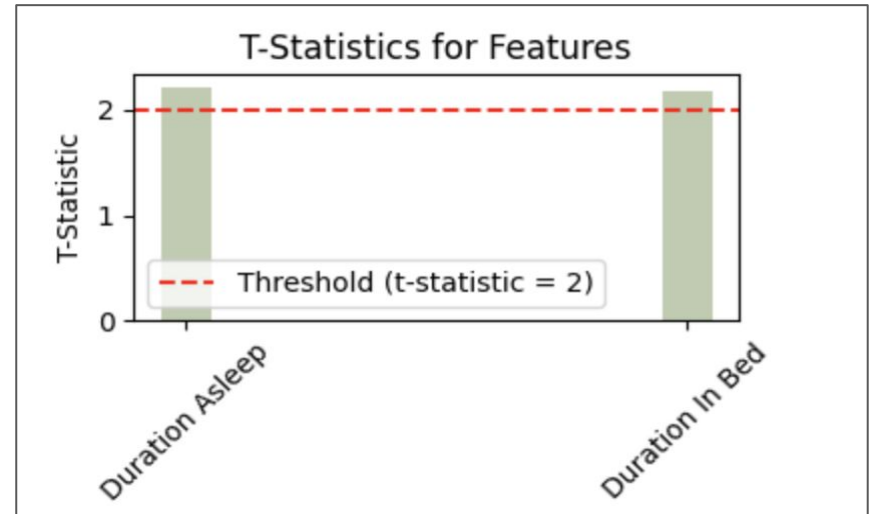 T-Statistics for Features
T-Statistic
2
1
0
Threshold (t-statistic = 2)
Duration Asleep
Duration In Bed